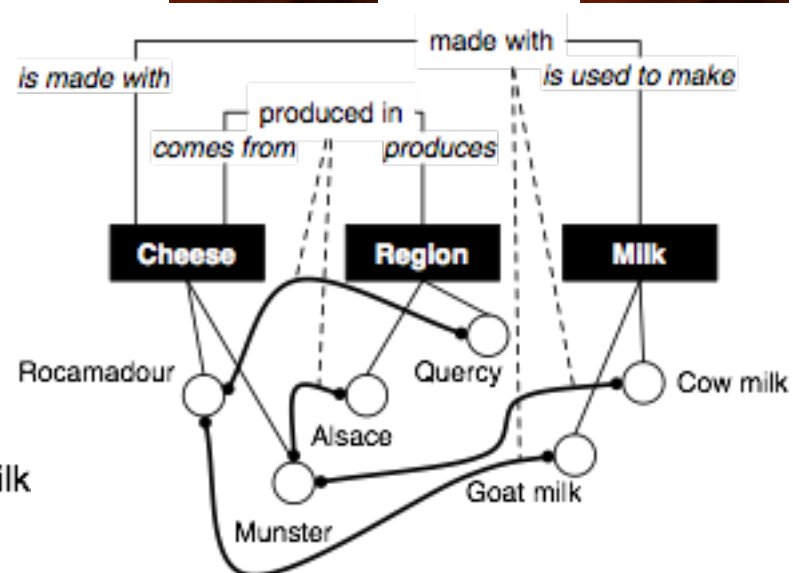 made with
is made with
is used to make
produced in
comes from
produces
Cheese
Region
Milk
Rocamadour
Quercy
Cow milk
Alsace
Goat milk
Munster